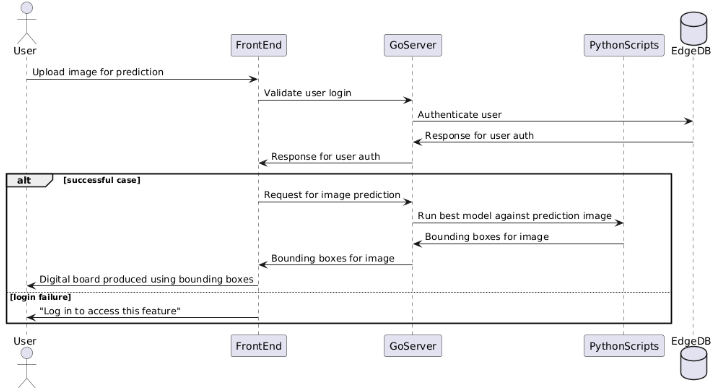 User
FrontEnd
GoServer
PythonScripts
EdgeDB
Upload image for prediction
Validate user login
Authenticate user
Response for user auth
Response for user auth
alt
[successful case]
Request for image prediction
Run best model against prediction image
Bounding boxes for image
Bounding boxes for image
Digital board produced using bounding boxes
[login failure]
"Log in to access this feature"
User
FrontEnd
GoServer
PythonScripts
EdgeDB